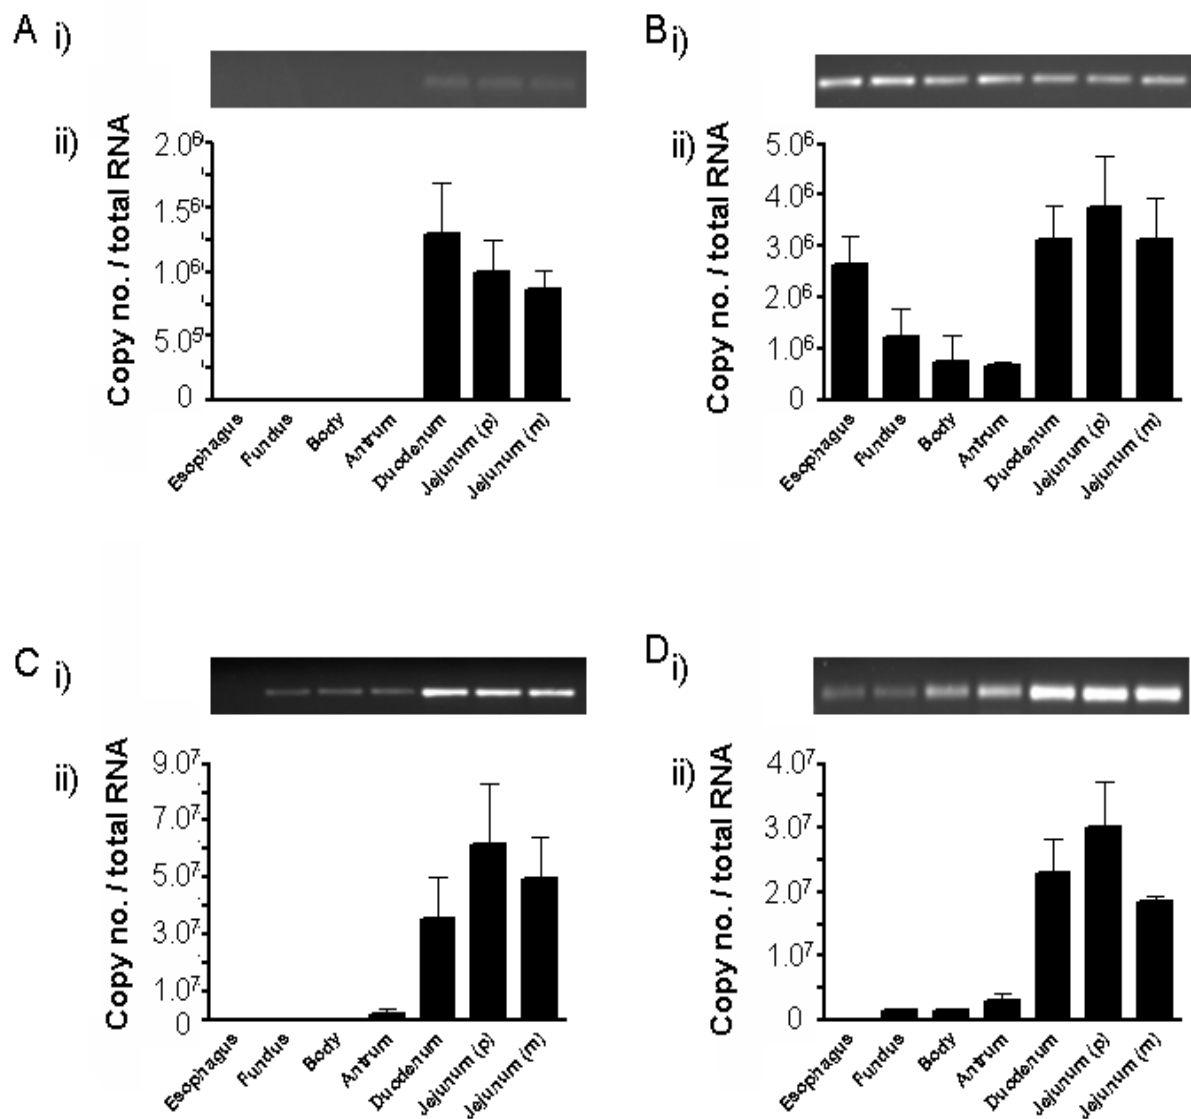 A i)
ii)
Copy no. / total RNA
2.0⁶
1.5⁶
1.0⁶
5.0⁵
0
Esophagus
Fundus
Body
Antrum
Duodenum
Jejunum (p)
Jejunum (m)
B i)
ii)
Copy no. / total RNA
5.0⁶
4.0⁶
3.0⁶
2.0⁶
1.0⁶
0
Esophagus
Fundus
Body
Antrum
Duodenum
Jejunum (p)
Jejunum (m)
C i)
ii)
Copy no. / total RNA
9.0⁷
7.0⁷
5.0⁷
3.0⁷
1.0⁷
0
Esophagus
Fundus
Body
Antrum
Duodenum
Jejunum (p)
Jejunum (m)
D i)
ii)
Copy no. / total RNA
4.0⁷
3.0⁷
2.0⁷
1.0⁷
0
Esophagus
Fundus
Body
Antrum
Duodenum
Jejunum (p)
Jejunum (m)